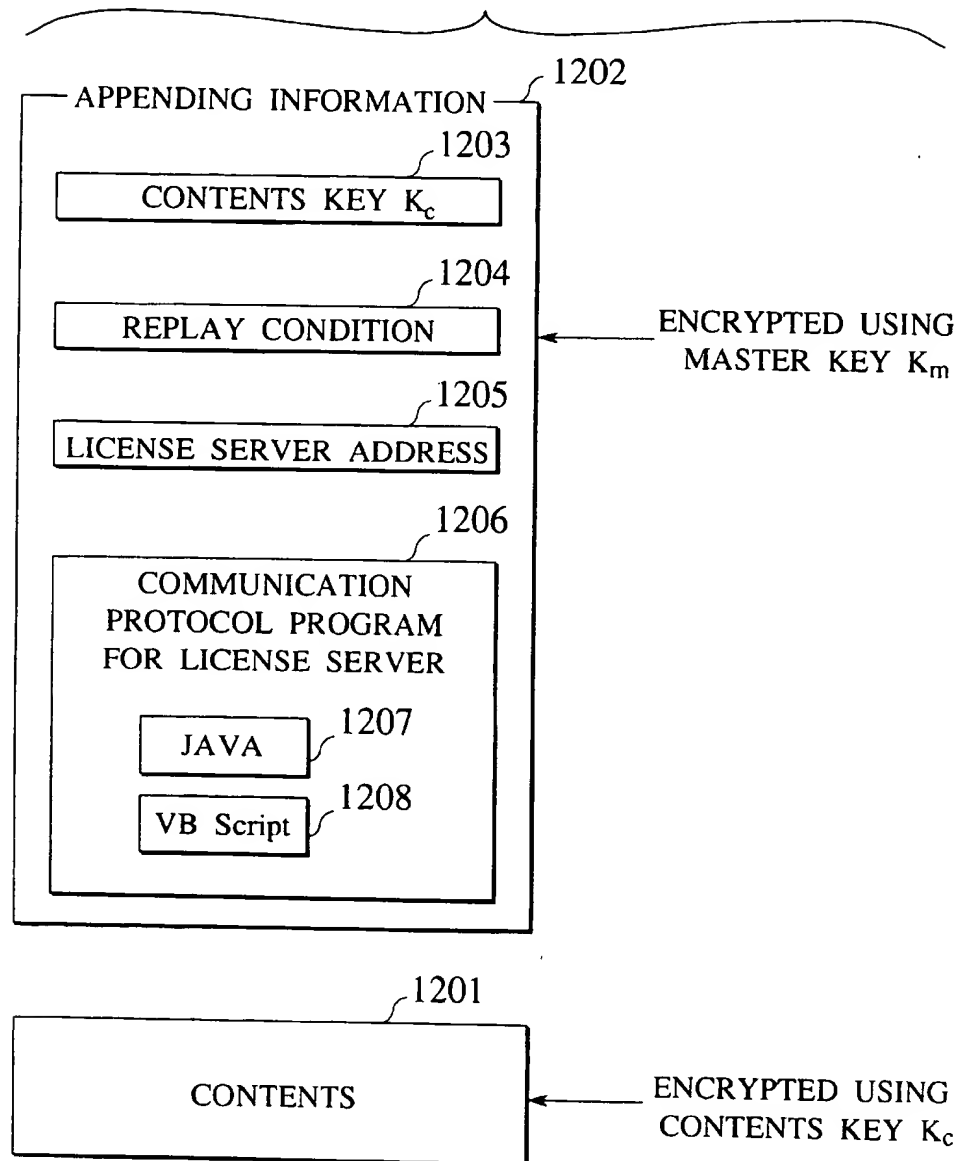 1202
APPENDING INFORMATION
1203
CONTENTS KEY Kc
1204
REPLAY CONDITION
ENCRYPTED USING
MASTER KEY Km
1205
LICENSE SERVER ADDRESS
1206
COMMUNICATION
PROTOCOL PROGRAM
FOR LICENSE SERVER
1207
JAVA
1208
VB Script
1201
CONTENTS
ENCRYPTED USING
CONTENTS KEY Kc